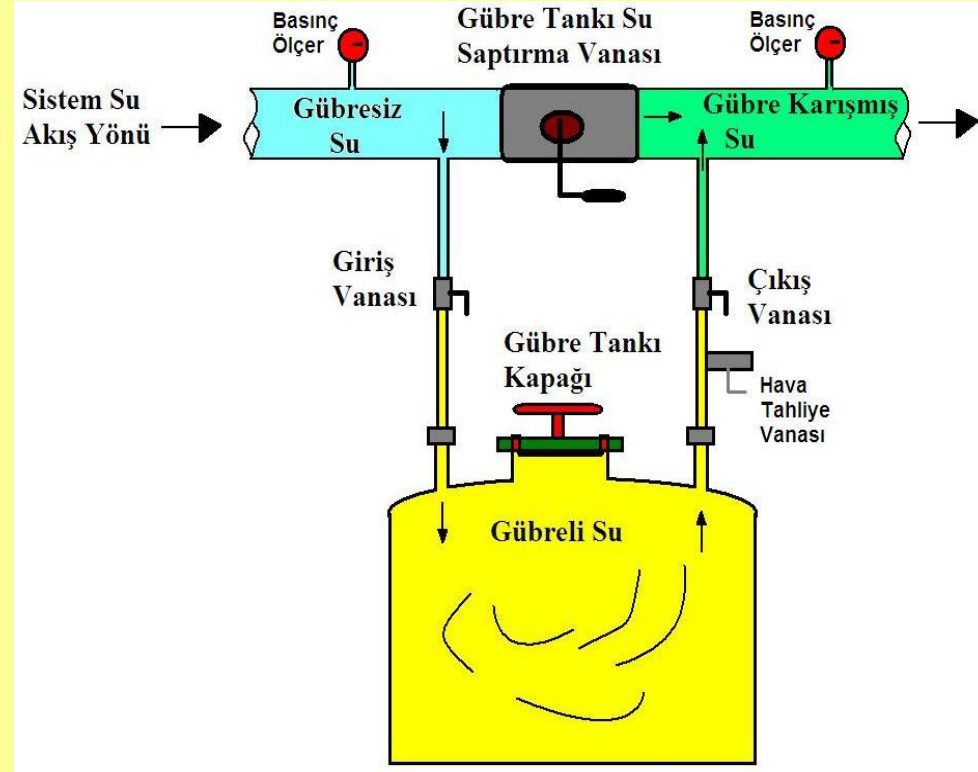 Basınç
Ölçer
Gübre Tankı Su
Saptırma Vanası
Basınç
Ölçer
Sistem Su
Akış Yönü
Gübresiz
Su
Gübre Karışmış
Su
Giriş
Vanası
Çıkış
Vanası
Gübre Tankı
Kapağı
Hava
Tahliye
Vanası
Gübreli Su